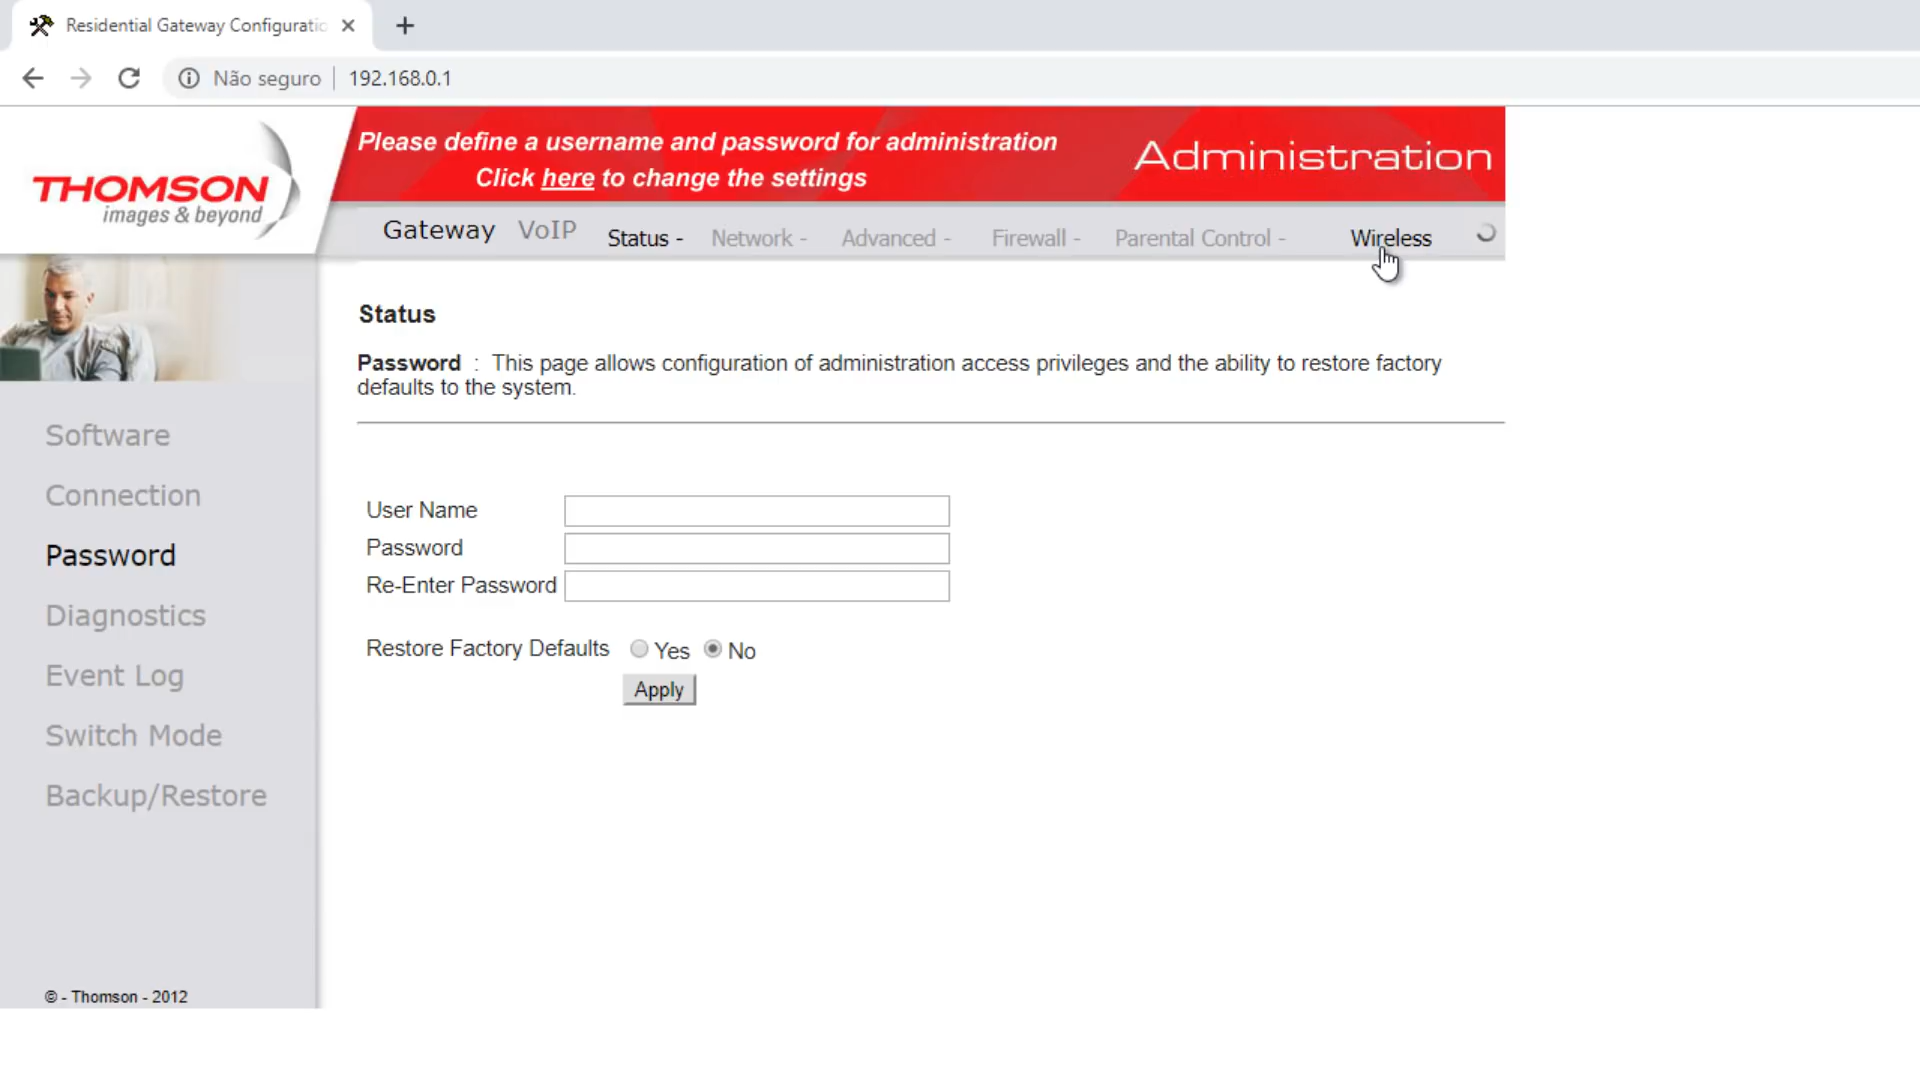 Residential Gateway Configuratio
Não seguro | 192.168.0.1
Please define a username and password for administration
Click here to change the settings
Administration
THOMSON
images & beyond
Gateway VoIP Status - Network - Advanced - Firewall - Parental Control - Wireless
Status
Password : This page allows configuration of administration access privileges and the ability to restore factory
defaults to the system.
Software
Connection
Password
Diagnostics
Event Log
Switch Mode
Backup/Restore
User Name
Password
Re-Enter Password
Restore Factory Defaults Yes No
Apply
© - Thomson - 2012